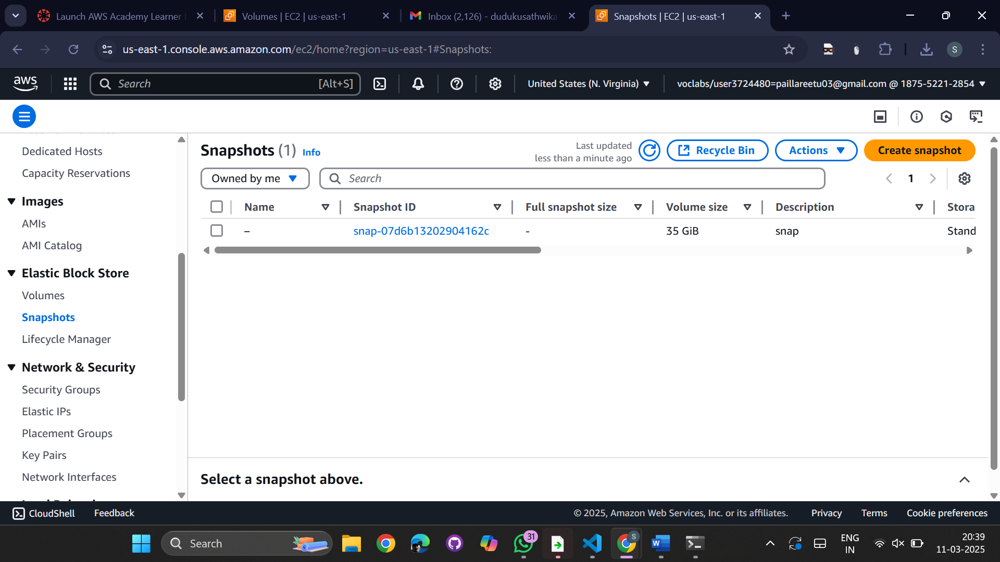 Launch AWS Academy Learner
Volumes | EC2 | us-east-1
Inbox (2,126) - dudukusathwika
Snapshots | EC2 | us-east-1
us-east-1.console.aws.amazon.com/ec2/home?region=us-east-1#Snapshots:
S
aws
Search
[Alt+S]
United States (N. Virginia)
voclabs/user3724480=paillareetu03@gmail.com @ 1875-5221-2854
Dedicated Hosts
Capacity Reservations
Images
AMIs
AMI Catalog
Elastic Block Store
Volumes
Snapshots
Lifecycle Manager
Network & Security
Security Groups
Elastic IPs
Placement Groups
Key Pairs
Network Interfaces
Snapshots (1) Info
Last updated
less than a minute ago
Recycle Bin
Actions
Create snapshot
Owned by me
Search
1
Name Snapshot ID Full snapshot size Volume size Description Stora
– snap-07d6b13202904162c - 35 GiB snap Stand
Select a snapshot above.
CloudShell Feedback
© 2025, Amazon Web Services, Inc. or its affiliates. Privacy Terms Cookie preferences
Search
31
S
ENG
IN
20:39
11-03-2025